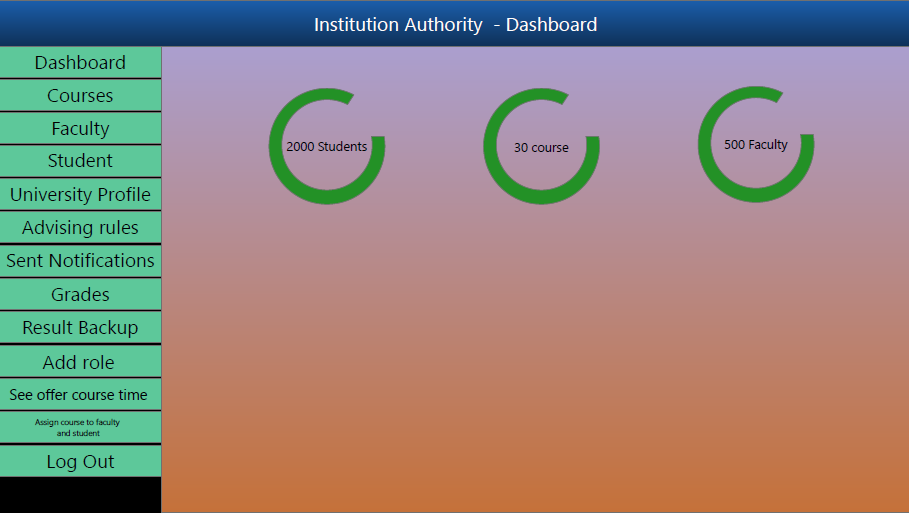 Institution Authority - Dashboard
Dashboard
Courses
Faculty
Student
University Profile
Advising rules
Sent Notifications
Grades
Result Backup
Add role
See offer course time
Assign course to faculty
and student
Log Out
2000 Students
30 course
500 Faculty